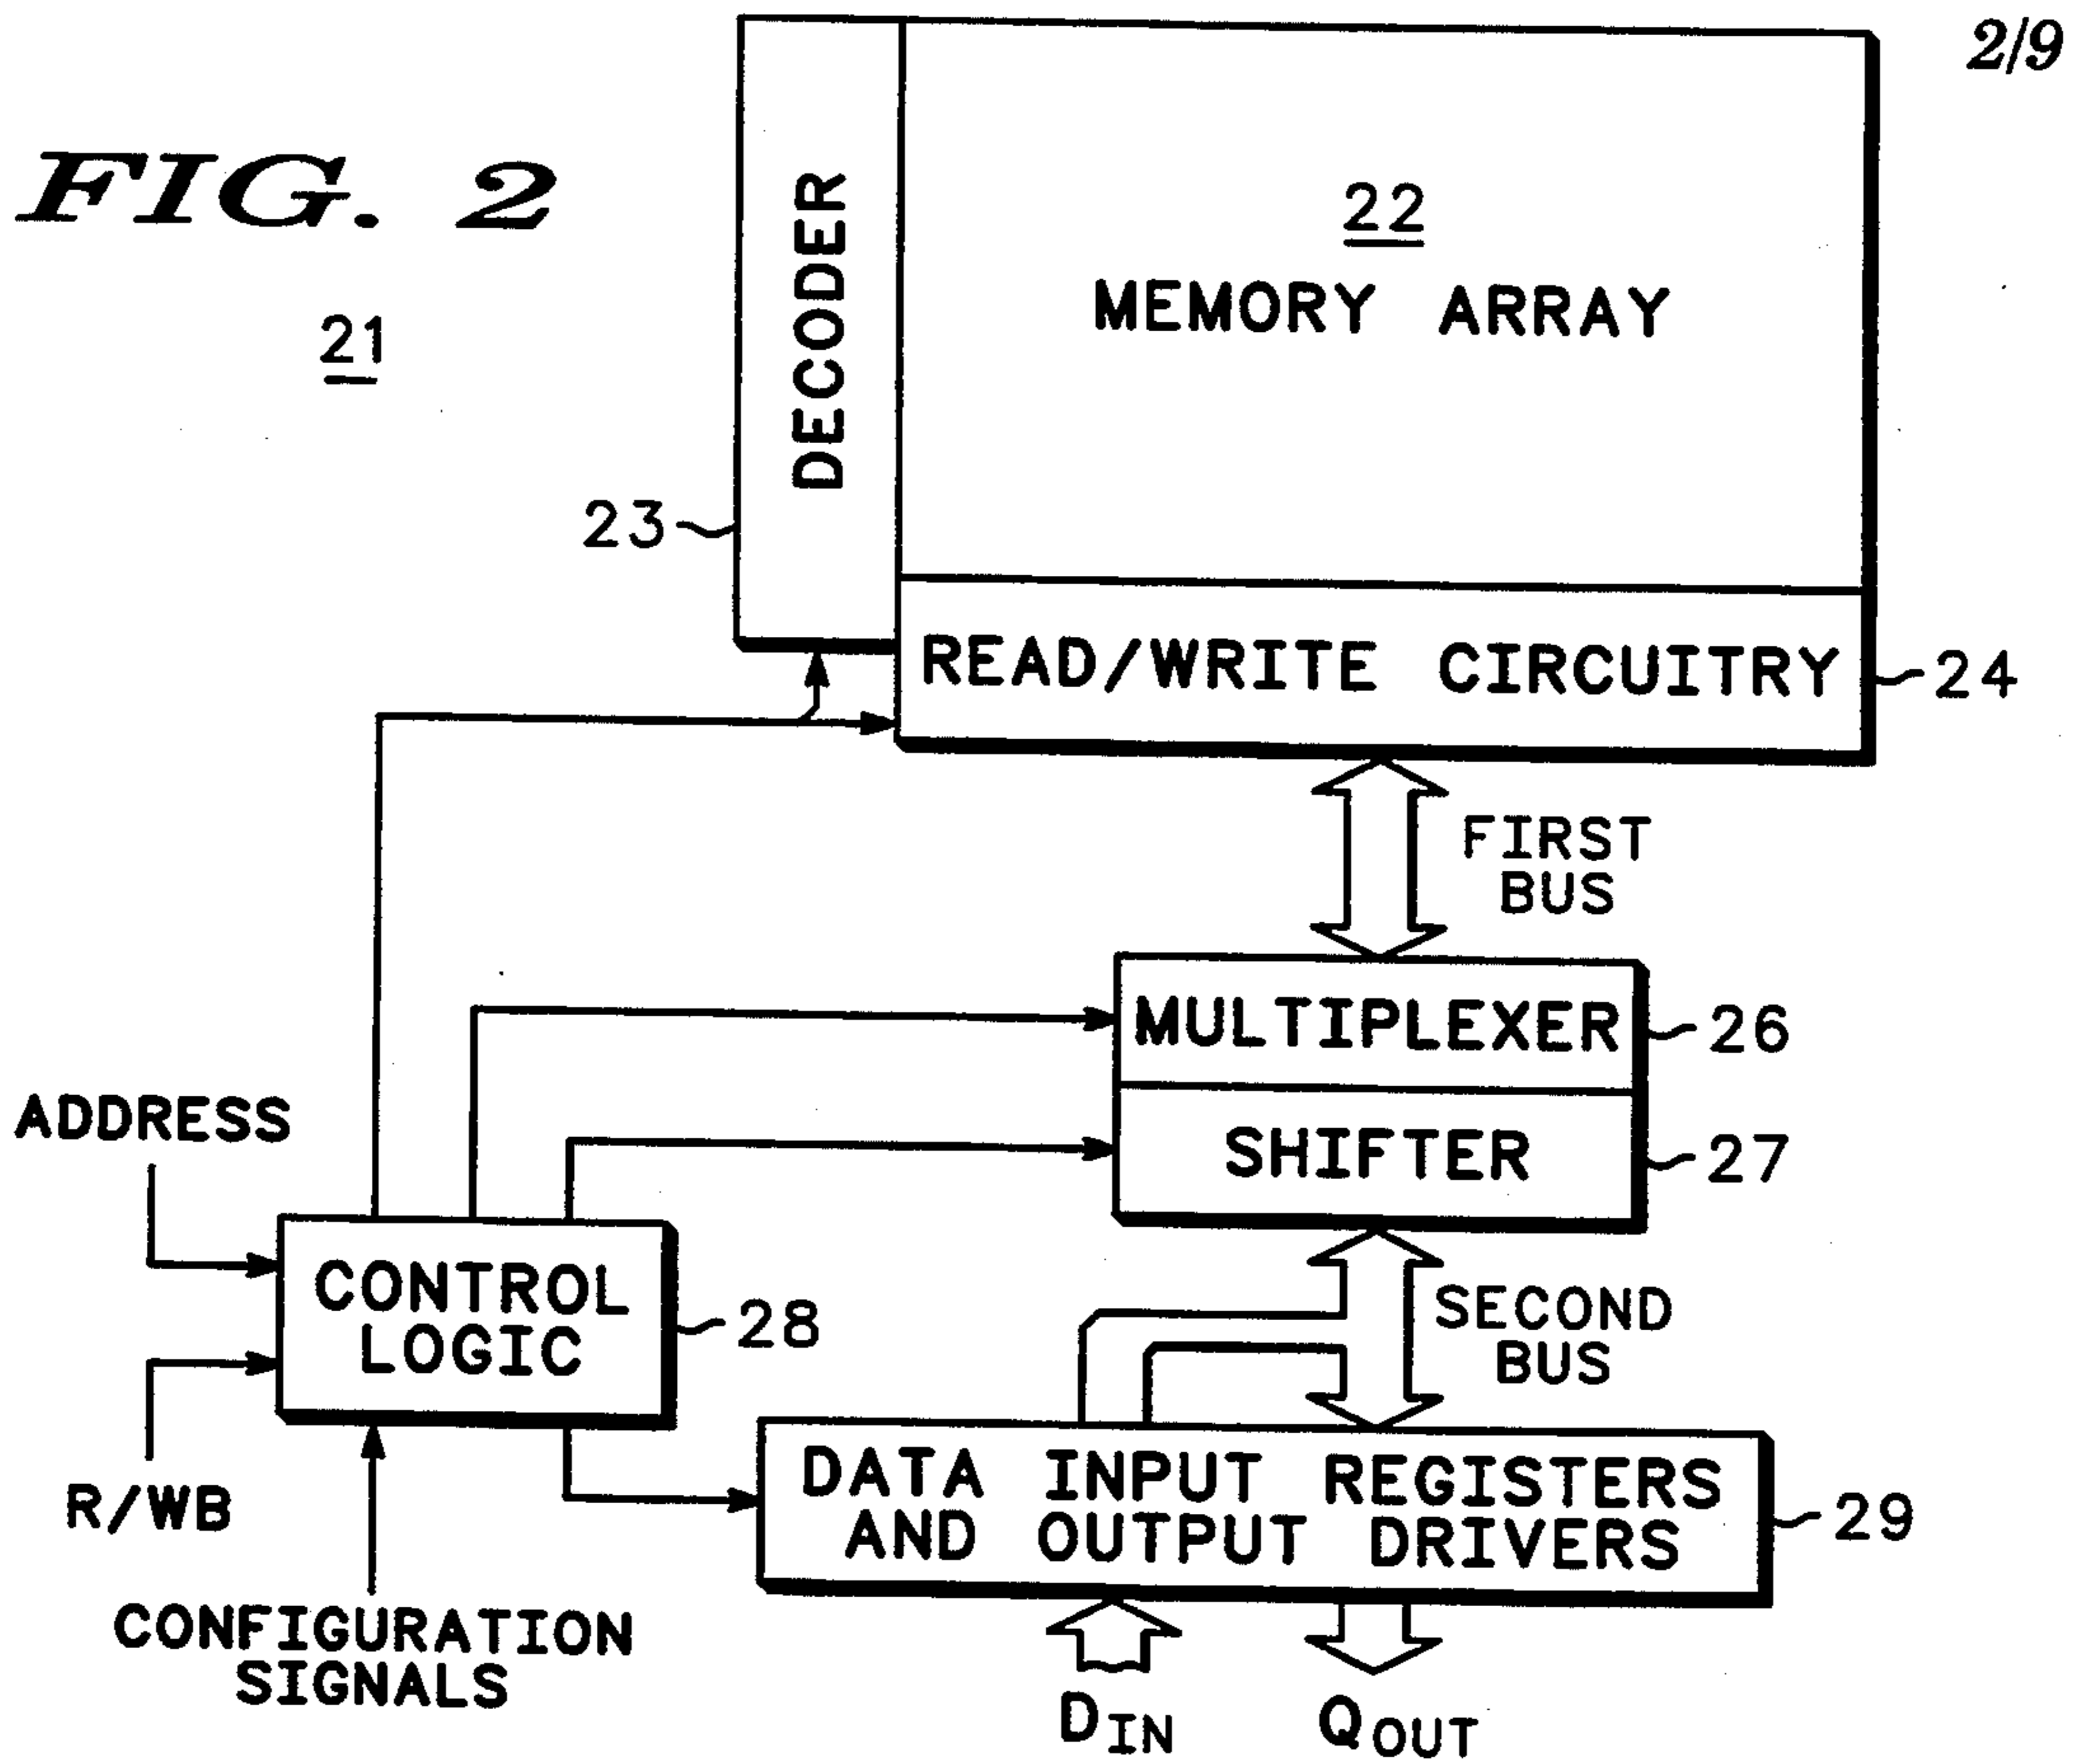 2/9
FIG. 2
21
DECODER
22
MEMORY ARRAY
23
READ/WRITE CIRCUITRY
24
FIRST
BUS
MULTIPLEXER
26
SHIFTER
27
ADDRESS
CONTROL
LOGIC
28
SECOND
BUS
R/WB
CONFIGURATION
SIGNALS
DATA INPUT REGISTERS
AND OUTPUT DRIVERS
29
DIN
QOUT